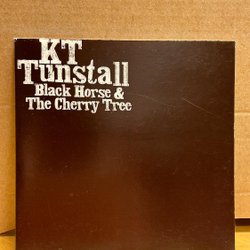 KT
Tunstall
Black Horse &
The Cherry Tree